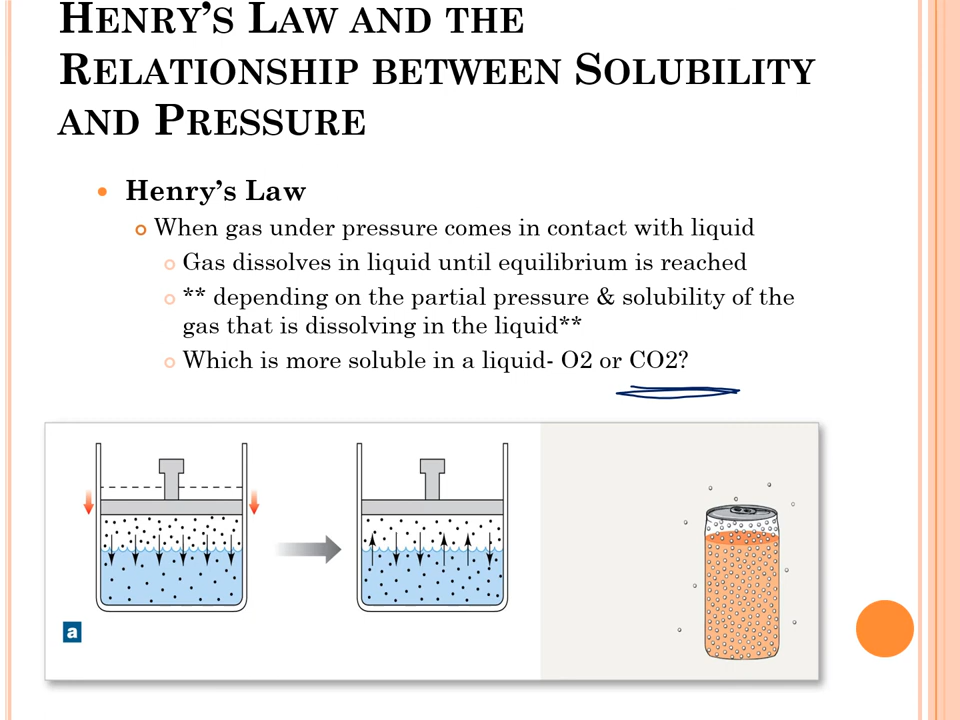 HENRY'S LAW AND THE
RELATIONSHIP BETWEEN SOLUBILITY
AND PRESSURE
Henry's Law
When gas under pressure comes in contact with liquid
Gas dissolves in liquid until equilibrium is reached
** depending on the partial pressure & solubility of the
gas that is dissolving in the liquid**
Which is more soluble in a liquid- O2 or CO2?
a